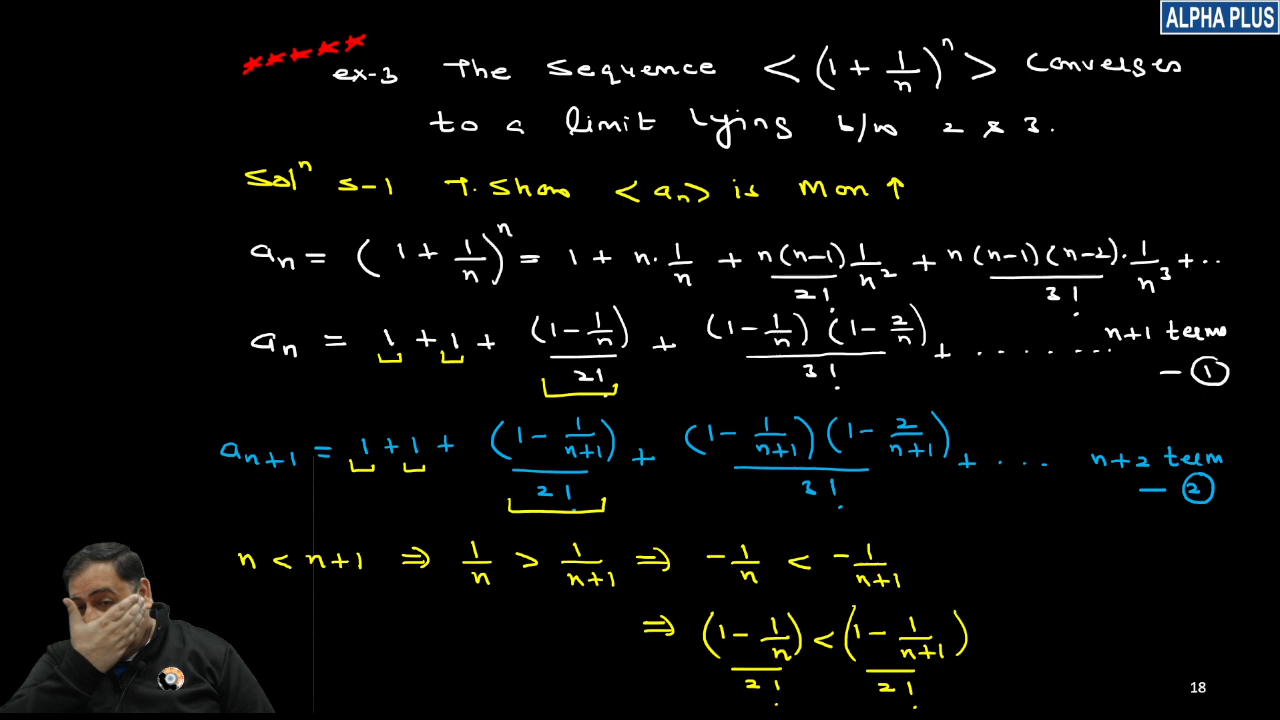 ALPHA PLUS
***** ex-3 The sequence < (1 + 1/n)^n > converges
to a limit lying b/w 2 & 3.
Sol^n S-1 T. Show <a_n> is Mon ↑
a_n = (1 + 1/n)^n = 1 + n · 1/n + n(n-1)/2! 1/n^2 + n(n-1)(n-2)/3! · 1/n^3 + ..
a_n = 1 + 1 + (1 - 1/n)/2! + (1 - 1/n)(1 - 2/n)/3! + ........ n+1 terms
— ①
a_{n+1} = 1 + 1 + (1 - 1/(n+1))/2! + (1 - 1/(n+1))(1 - 2/(n+1))/3! + .... n+2 term
— ②
n < n+1 ⇒ 1/n > 1/(n+1) ⇒ -1/n < -1/(n+1)
⇒ (1 - 1/n)/2! < (1 - 1/(n+1))/2!
18